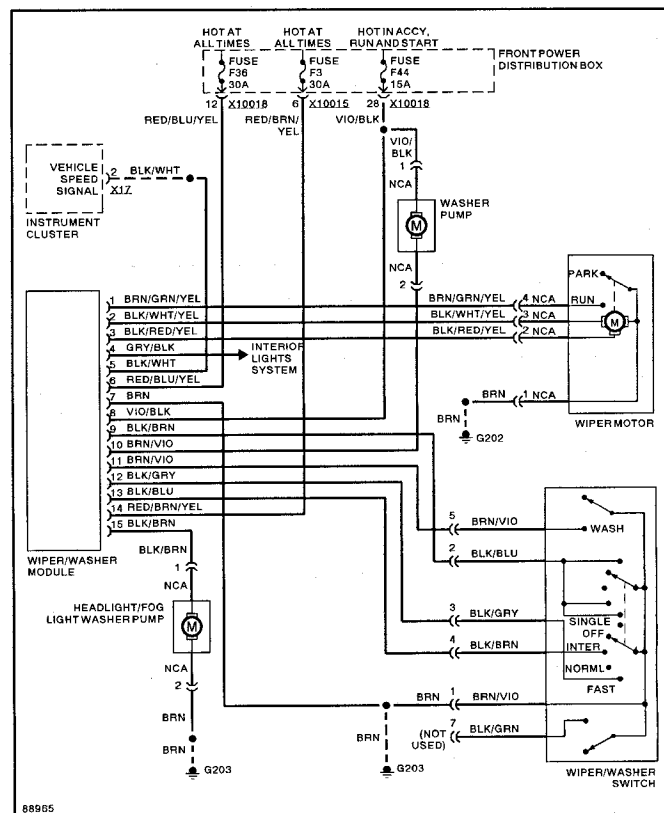 HOT AT
ALL TIMES
HOT AT
ALL TIMES
HOT IN ACCY,
RUN AND START
FUSE
F36
30A
FUSE
F3
30A
FUSE
F44
15A
FRONT POWER
DISTRIBUTION BOX
12 X10018
6 X10015
28 X10018
RED/BLU/YEL
RED/BRN/
YEL
VIO/BLK
VIO/
BLK
1
NCA
VEHICLE
SPEED
SIGNAL
2 BLK/WHT
X17
INSTRUMENT
CLUSTER
WASHER
PUMP
M
NCA
2
1 BRN/GRN/YEL
2 BLK/WHT/YEL
3 BLK/RED/YEL
4 GRY/BLK
5 BLK/WHT
6 RED/BLU/YEL
7 BRN
8 VIO/BLK
9 BLK/BRN
10 BRN/VIO
11 BRN/VIO
12 BLK/GRY
13 BLK/BLU
14 RED/BRN/YEL
15 BLK/BRN
INTERIOR
LIGHTS
SYSTEM
WIPER/WASHER
MODULE
BRN/GRN/YEL 4 NCA
BLK/WHT/YEL 3 NCA
BLK/RED/YEL 2 NCA
BRN 1 NCA
PARK
RUN
M
WIPER MOTOR
BRN
G202
BLK/BRN
1
NCA
HEADLIGHT/FOG
LIGHT WASHER PUMP
M
NCA
2
BRN
BRN
G203
5 BRN/VIO
2 BLK/BLU
3 BLK/GRY
4 BLK/BRN
BRN 1 BRN/VIO
7 BLK/GRN
(NOT
USED)
BRN
G203
WASH
SINGLE
OFF
INTER
NORML
FAST
WIPER/WASHER
SWITCH
88965